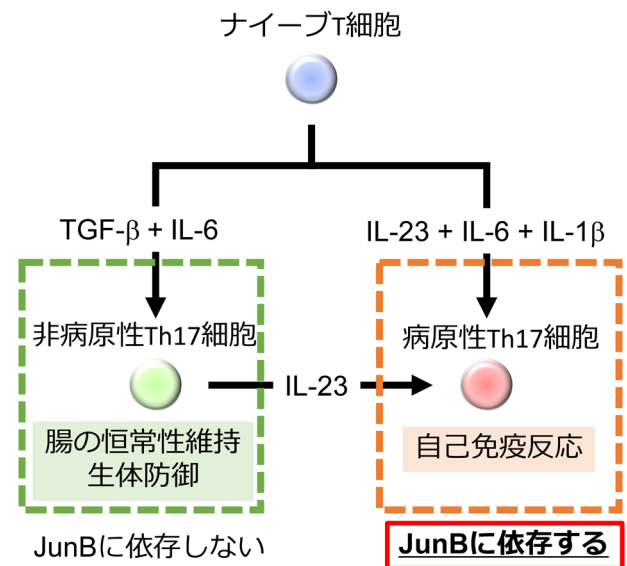 ナイーブT細胞
TGF-β + IL-6
IL-23 + IL-6 + IL-1β
非病原性Th17細胞
病原性Th17細胞
IL-23
腸の恒常性維持
生体防御
自己免疫反応
JunBに依存しない
JunBに依存する